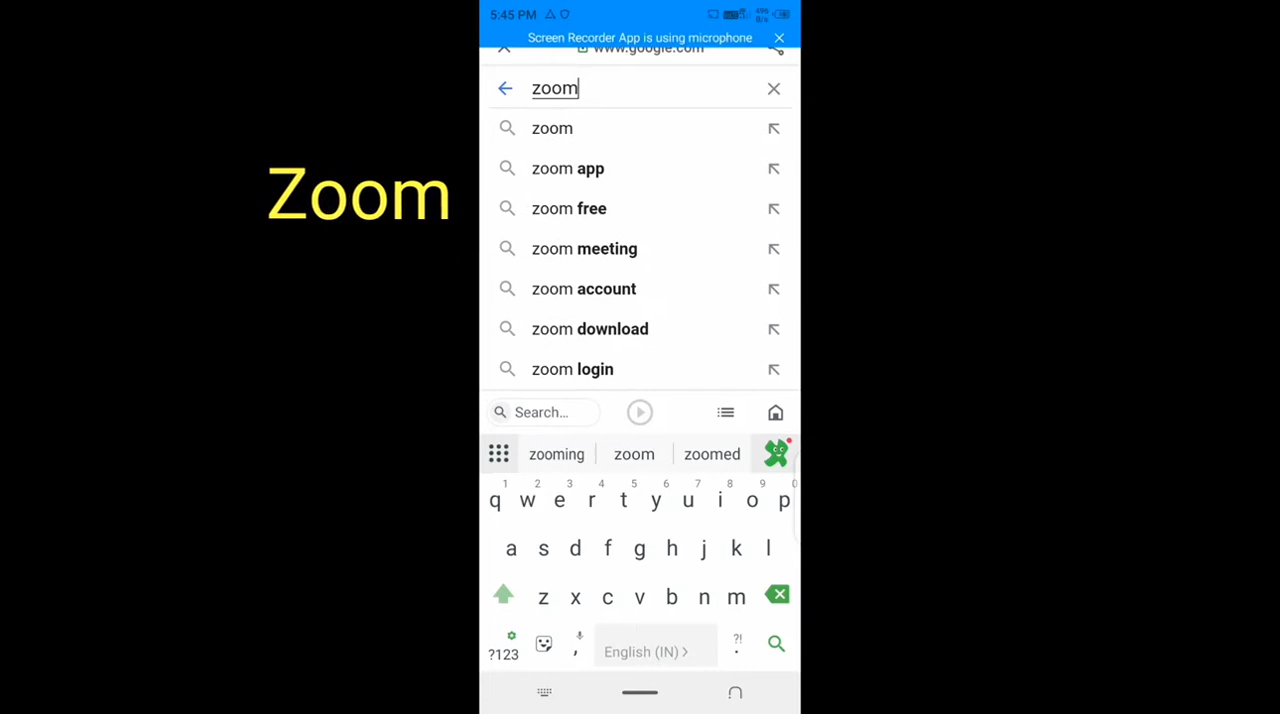 5:45 PM 496 B/s
Screen Recorder App is using microphone
www.google.com
zoom
Zoom
zoom
zoom app
zoom free
zoom meeting
zoom account
zoom download
zoom login
Search...
zooming zoom zoomed
1 2 3 4 5 6 7 8 9 0
q w e r t y u i o p
a s d f g h j k l
z x c v b n m
?123 , English (IN) > ?! .